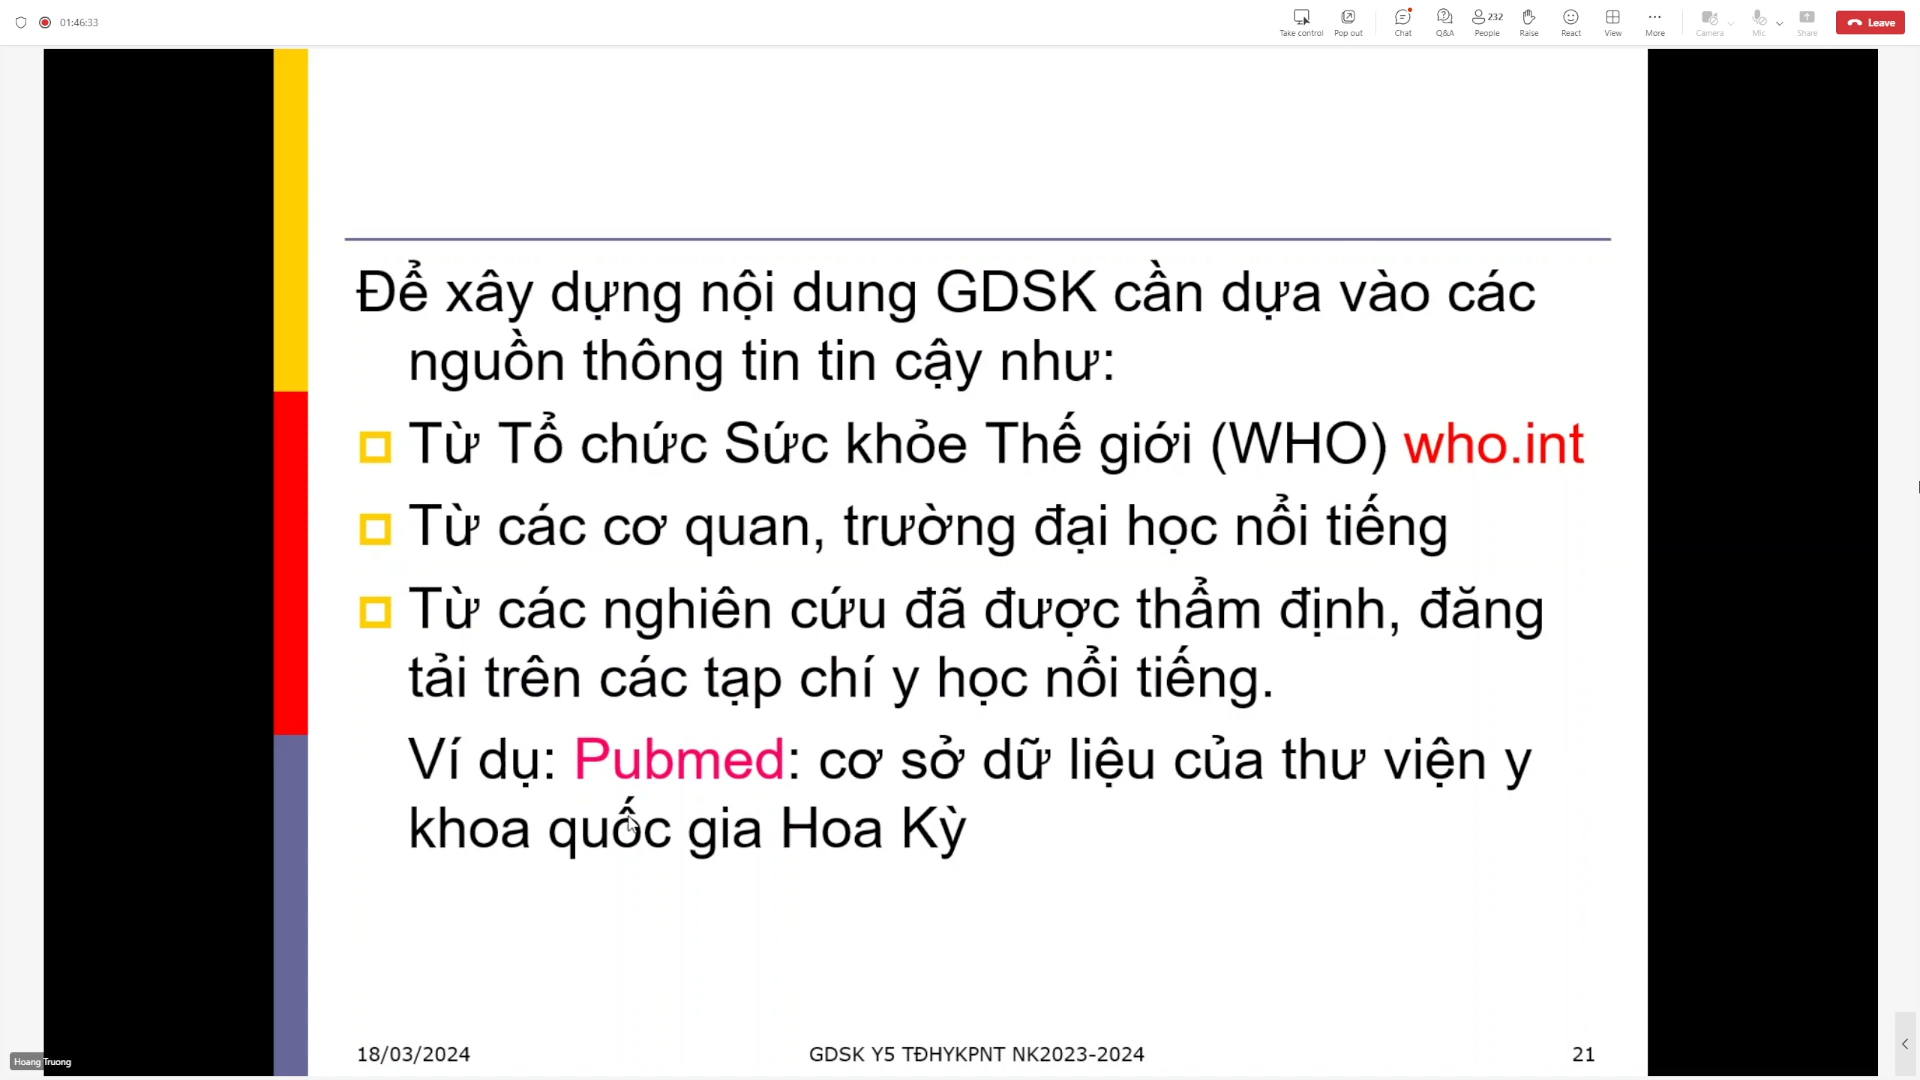 01:46:33
Take control Pop out Chat Q&A 232 People Raise React View More Camera Mic Share Leave
Để xây dựng nội dung GDSK cần dựa vào các
nguồn thông tin tin cậy như:
Từ Tổ chức Sức khỏe Thế giới (WHO) who.int
Từ các cơ quan, trường đại học nổi tiếng
Từ các nghiên cứu đã được thẩm định, đăng
tải trên các tạp chí y học nổi tiếng.
Ví dụ: Pubmed: cơ sở dữ liệu của thư viện y
khoa quốc gia Hoa Kỳ
18/03/2024 GDSK Y5 TĐHYKPNT NK2023-2024 21
Hoang Truong